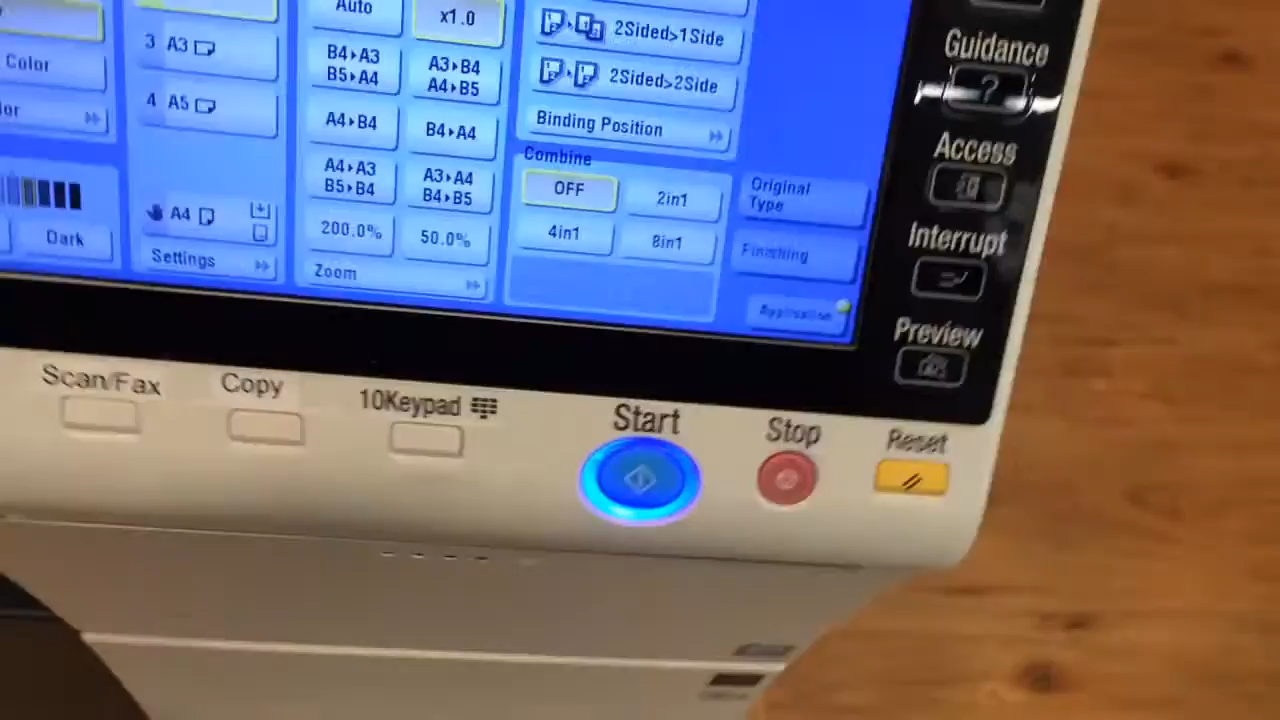 Color
3 A3
4 A5
Dark
A4
Settings
Auto
x1.0
B4▸A3
B5▸A4
A3▸B4
A4▸B5
A4▸B4
B4▸A4
A4▸A3
B5▸B4
A3▸A4
B4▸B5
200.0%
50.0%
Zoom
2Sided>1Side
2Sided>2Side
Binding Position
Combine
OFF
2in1
4in1
8in1
Original
Type
Finishing
Application
Guidance
?
Access
Interrupt
Preview
Scan/Fax
Copy
10Keypad
Start
Stop
Reset